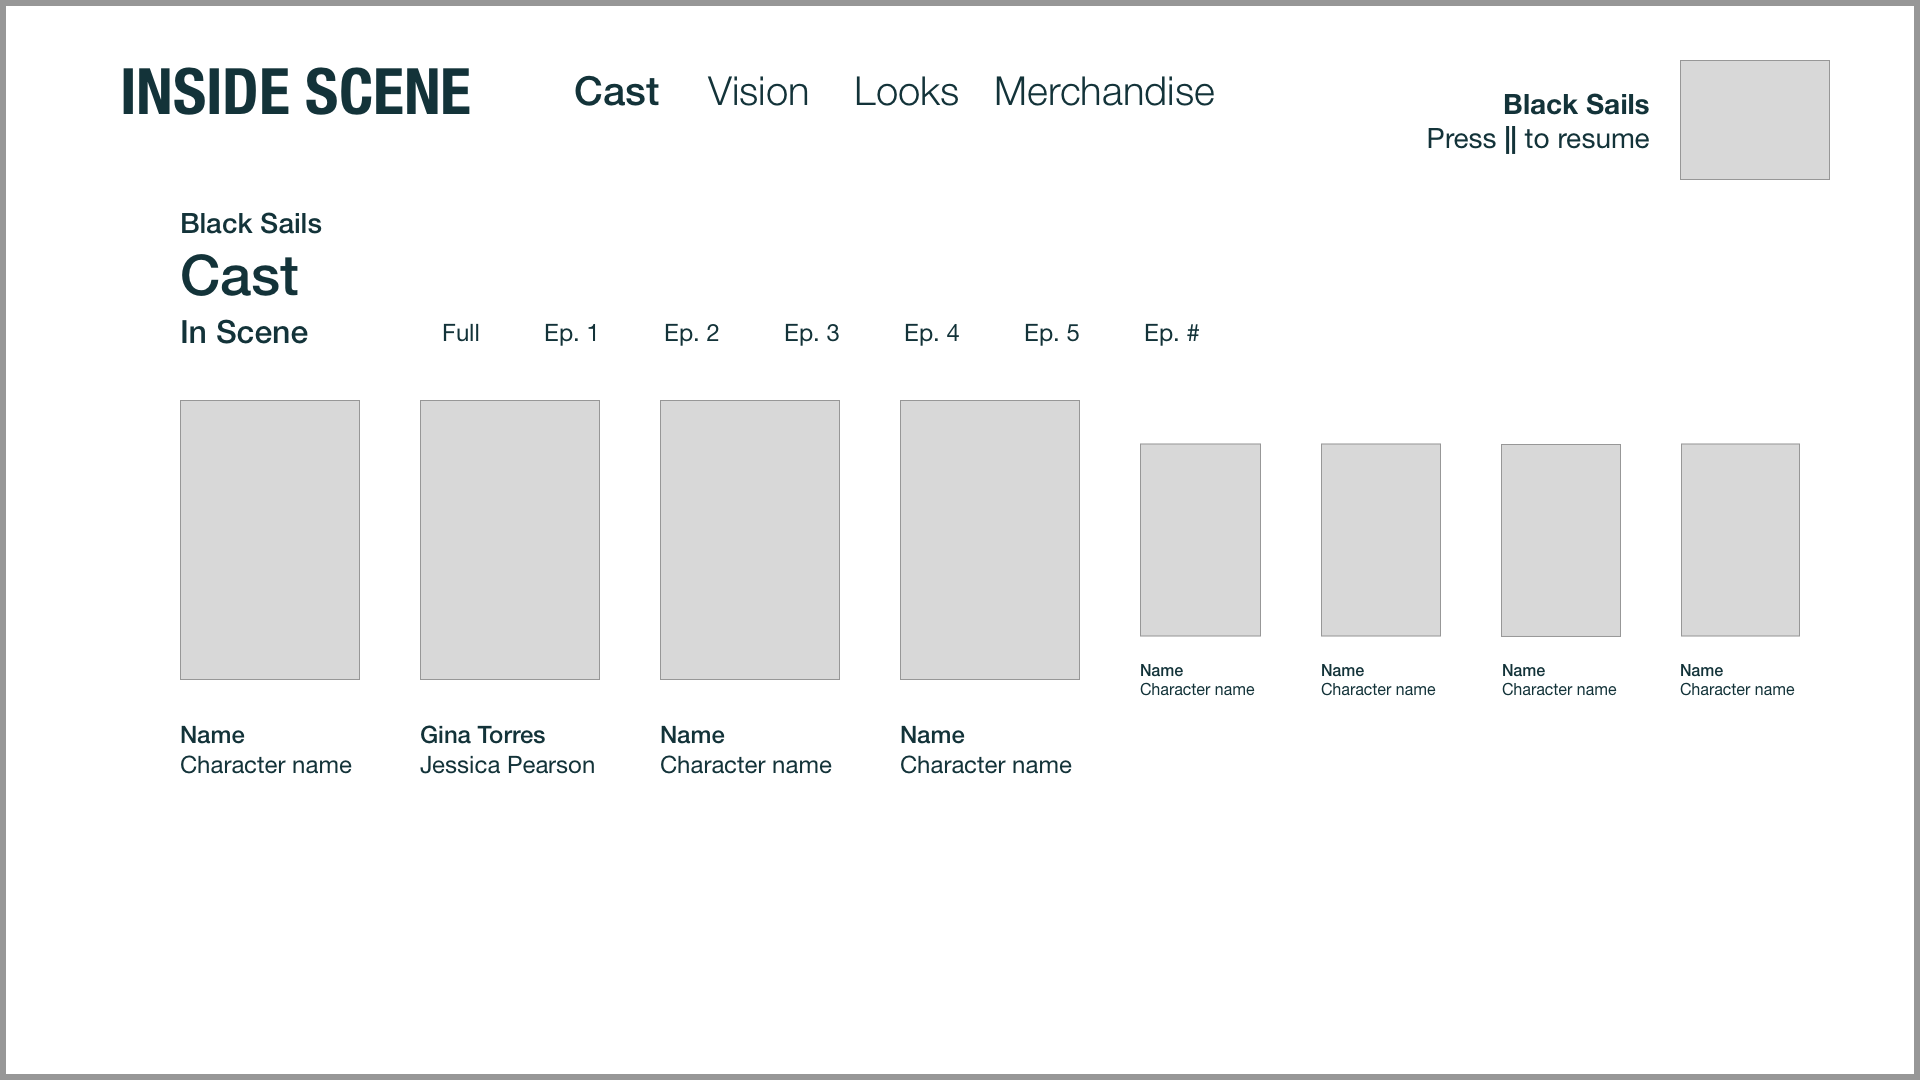 INSIDE SCENE
Cast Vision Looks Merchandise
Black Sails
Press || to resume
Black Sails
Cast
In Scene Full Ep. 1 Ep. 2 Ep. 3 Ep. 4 Ep. 5 Ep. #
Name
Character name
Gina Torres
Jessica Pearson
Name
Character name
Name
Character name
Name
Character name
Name
Character name
Name
Character name
Name
Character name